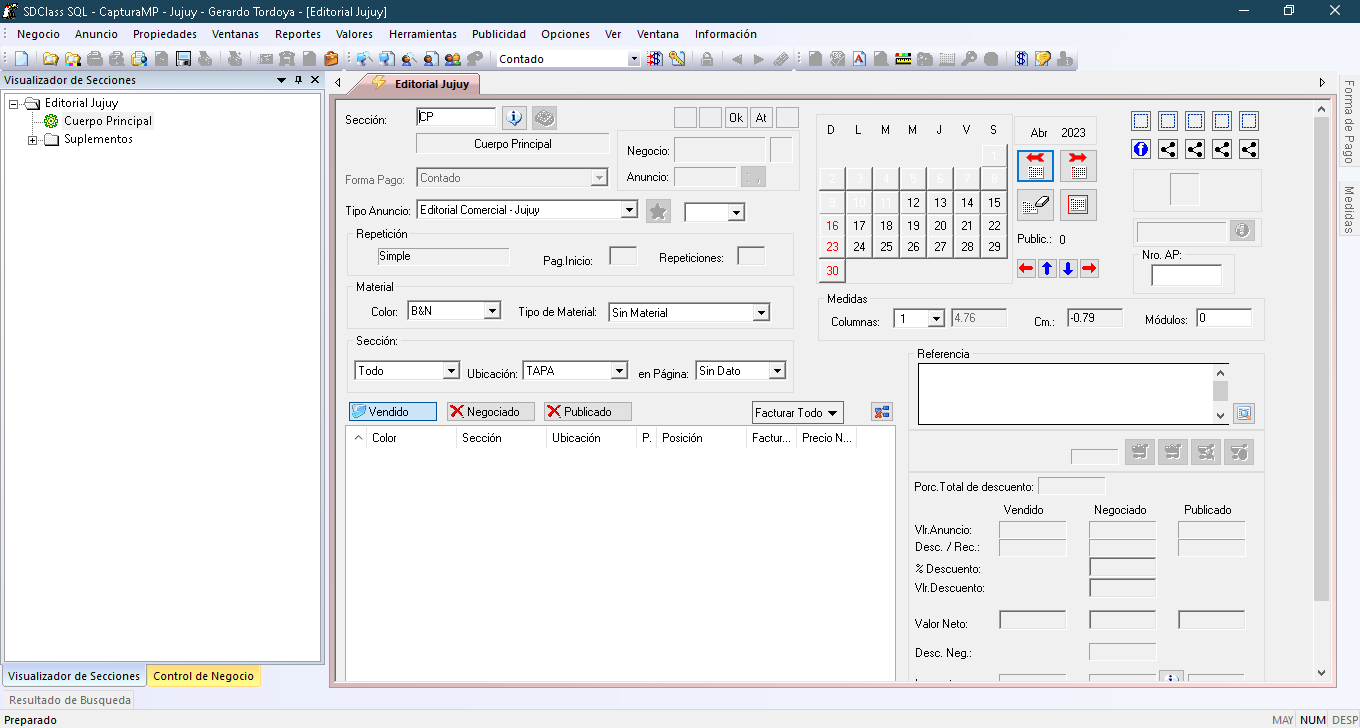 SDClass SQL - CapturaMP - Jujuy - Gerardo Tordoya - [Editorial Jujuy]
Negocio Anuncio Propiedades Ventanas Reportes Valores Herramientas Publicidad Opciones Ver Ventana Información
Contado
Visualizador de Secciones
Editorial Jujuy
Cuerpo Principal
Suplementos
Editorial Jujuy
Sección: CP
Cuerpo Principal
Forma Pago: Contado
Tipo Anuncio: Editorial Comercial - Jujuy
Ok At
Negocio:
Anuncio:
Repetición
Simple
Pag.Inicio:
Repeticiones:
Material
Color: B&N
Tipo de Material: Sin Material
Sección:
Todo
Ubicación: TAPA
en Página: Sin Dato
Vendido
Negociado
Publicado
Facturar Todo
Color Sección Ubicación P. Posición Factur... Precio N...
D L M M J V S
1
2 3 4 5 6 7 8
9 10 11 12 13 14 15
16 17 18 19 20 21 22
23 24 25 26 27 28 29
30
Abr 2023
Public.: 0
Nro. AP:
Medidas
Columnas: 1 4.76 Cm.: -0.79 Módulos: 0
Referencia
Porc.Total de descuento:
Vendido Negociado Publicado
Vlr.Anuncio:
Desc. / Rec.:
% Descuento:
Vlr.Descuento:
Valor Neto:
Desc. Neg.:
Forma de Pago
Medidas
Visualizador de Secciones
Control de Negocio
Resultado de Busqueda
Preparado
MAY NUM DESP